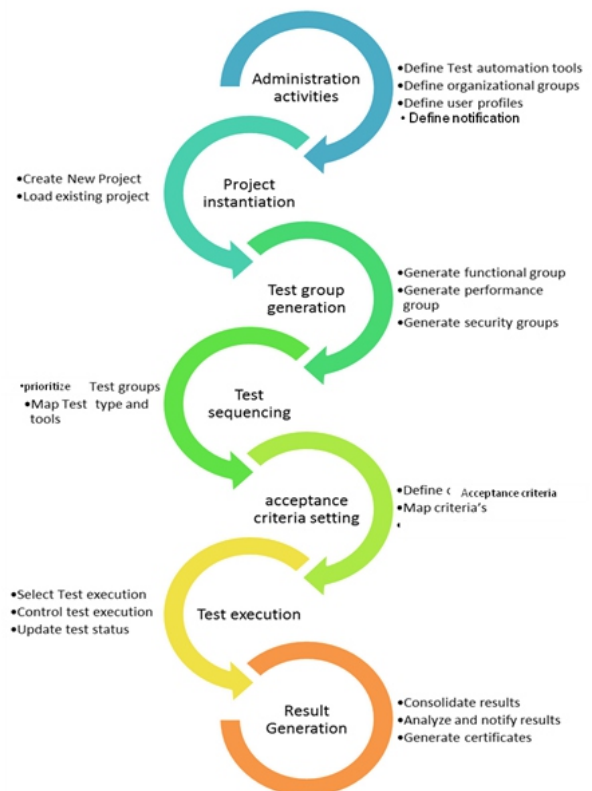 Administration
activities
•Define Test automation tools
•Define organizational groups
•Define user profiles
• Define notification
•Create New Project
•Load existing project
Project
instantiation
Test group
generation
•Generate functional group
•Generate performance
group
•Generate security groups
•prioritize Test groups
•Map Test type and
tools
Test
sequencing
acceptance
criteria setting
•Define Acceptance criteria
•Map criteria's
•Select Test execution
•Control test execution
•Update test status
Test execution
Result
Generation
•Consolidate results
•Analyze and notify results
•Generate certificates